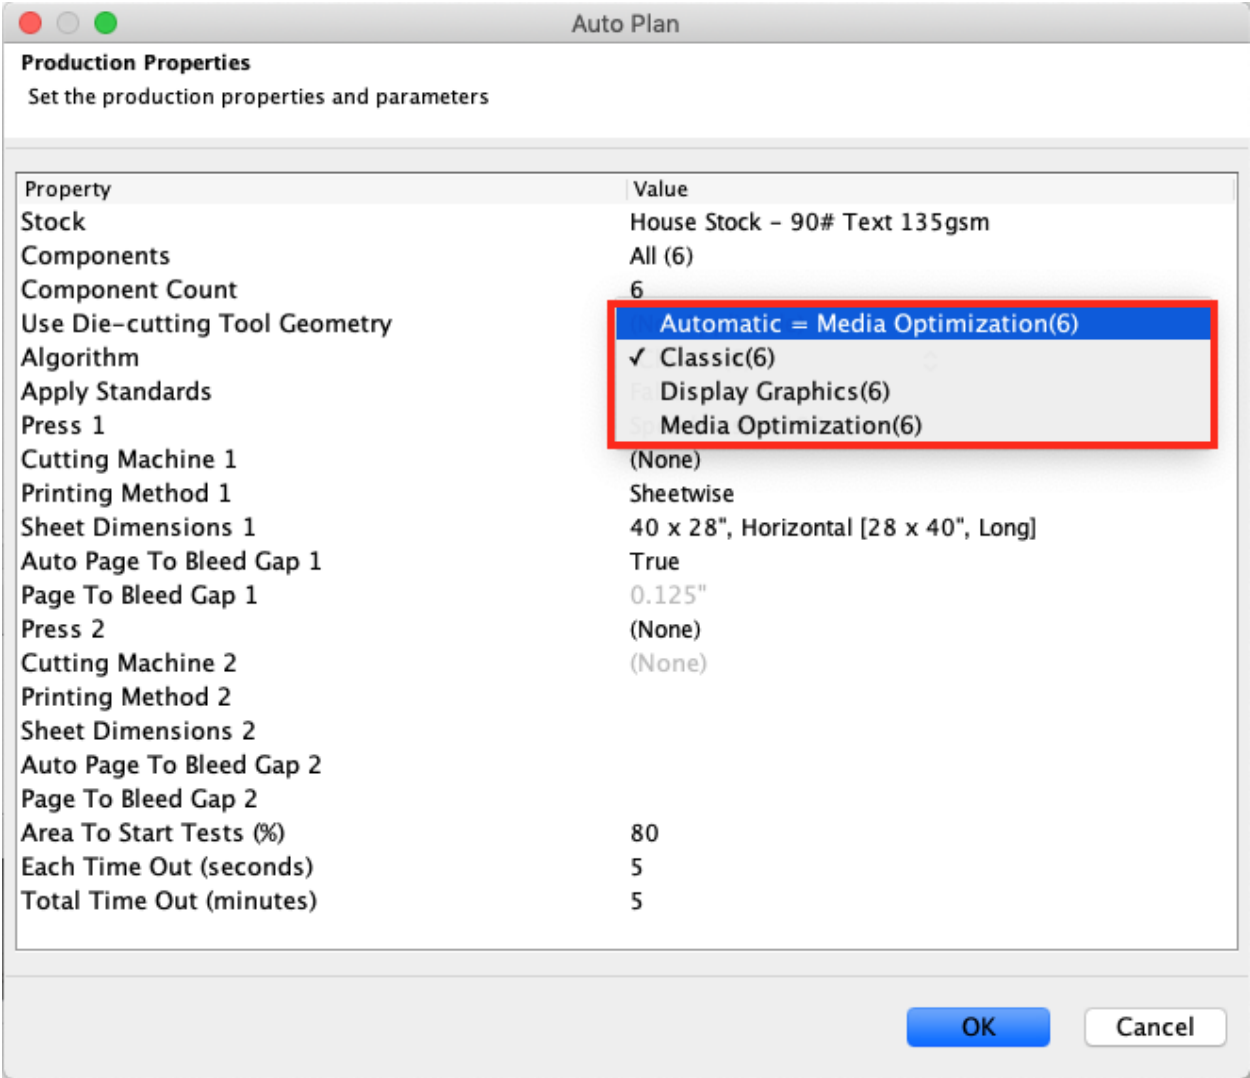 Auto Plan
Production Properties
Set the production properties and parameters
Property Value
Stock House Stock – 90# Text 135gsm
Components All (6)
Component Count 6
Use Die-cutting Tool Geometry Automatic = Media Optimization(6)
Algorithm ✓ Classic(6)
Apply Standards Display Graphics(6)
Press 1 Media Optimization(6)
Cutting Machine 1 (None)
Printing Method 1 Sheetwise
Sheet Dimensions 1 40 x 28", Horizontal [28 x 40", Long]
Auto Page To Bleed Gap 1 True
Page To Bleed Gap 1 0.125"
Press 2 (None)
Cutting Machine 2 (None)
Printing Method 2
Sheet Dimensions 2
Auto Page To Bleed Gap 2
Page To Bleed Gap 2
Area To Start Tests (%) 80
Each Time Out (seconds) 5
Total Time Out (minutes) 5
OK Cancel